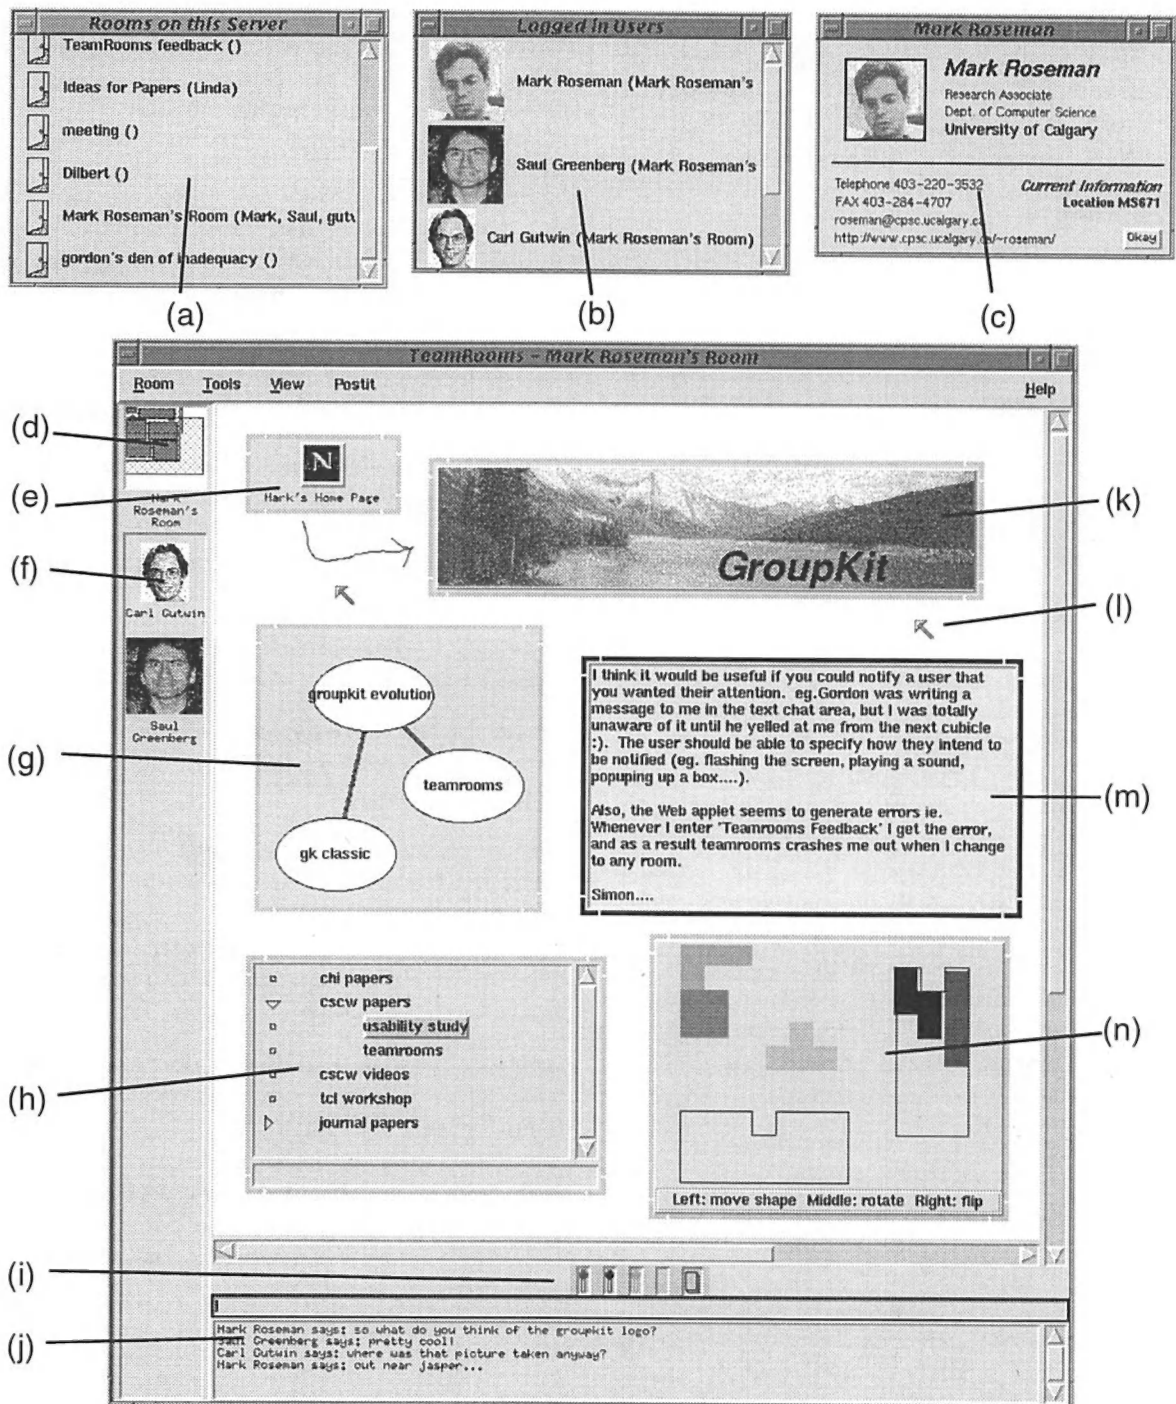 Rooms on this Server
TeamRooms feedback ()
Ideas for Papers (Linda)
meeting ()
Dilbert ()
Mark Roseman's Room (Mark, Saul, gutw
gordon's den of inadequacy ()
(a)
Logged in Users
Mark Roseman (Mark Roseman's
Saul Greenberg (Mark Roseman's
Carl Gutwin (Mark Roseman's Room)
(b)
Mark Roseman
Mark Roseman
Research Associate
Dept. of Computer Science
University of Calgary
Telephone 403-220-3532
FAX 403-284-4707
roseman@cpsc.ucalgary.ca
http://www.cpsc.ucalgary.ca/~roseman/
Current Information
Location MS671
Okay
(c)
TeamRooms - Mark Roseman's Room
Room Tools View Postit Help
(d)
Mark
Roseman's
Room
(e)
N
Mark's Home Page
GroupKit
(k)
(f)
Carl Gutwin
Saul
Greenberg
(l)
(g)
groupkit evolution
teamrooms
gk classic
I think it would be useful if you could notify a user that
you wanted their attention. eg.Gordon was writing a
message to me in the text chat area, but I was totally
unaware of it until he yelled at me from the next cubicle
:). The user should be able to specify how they intend to
be notified (eg. flashing the screen, playing a sound,
popuping up a box....).
Also, the Web applet seems to generate errors ie.
Whenever I enter 'Teamrooms Feedback' I get the error,
and as a result teamrooms crashes me out when I change
to any room.
Simon....
(m)
(h)
chi papers
cscw papers
usability study
teamrooms
cscw videos
tcl workshop
journal papers
(n)
Left: move shape Middle: rotate Right: flip
(i)
(j)
Mark Roseman says: so what do you think of the groupkit logo?
Saul Greenberg says: pretty cool!
Carl Gutwin says: where was that picture taken anyway?
Mark Roseman says: out near jasper...